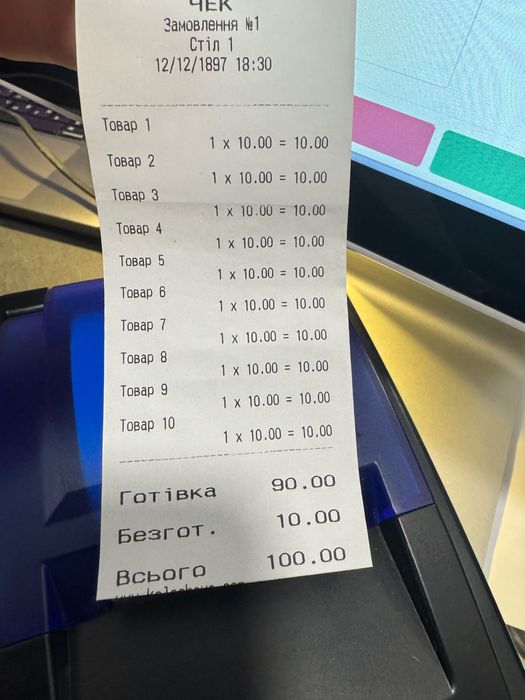 ЧЕК
Замовлення №1
Стіл 1
12/12/1897 18:30
Товар 1
1 x 10.00 = 10.00
Товар 2
1 x 10.00 = 10.00
Товар 3
1 x 10.00 = 10.00
Товар 4
1 x 10.00 = 10.00
Товар 5
1 x 10.00 = 10.00
Товар 6
1 x 10.00 = 10.00
Товар 7
1 x 10.00 = 10.00
Товар 8
1 x 10.00 = 10.00
Товар 9
1 x 10.00 = 10.00
Товар 10
1 x 10.00 = 10.00
Готівка 90.00
Безгот. 10.00
Всього 100.00